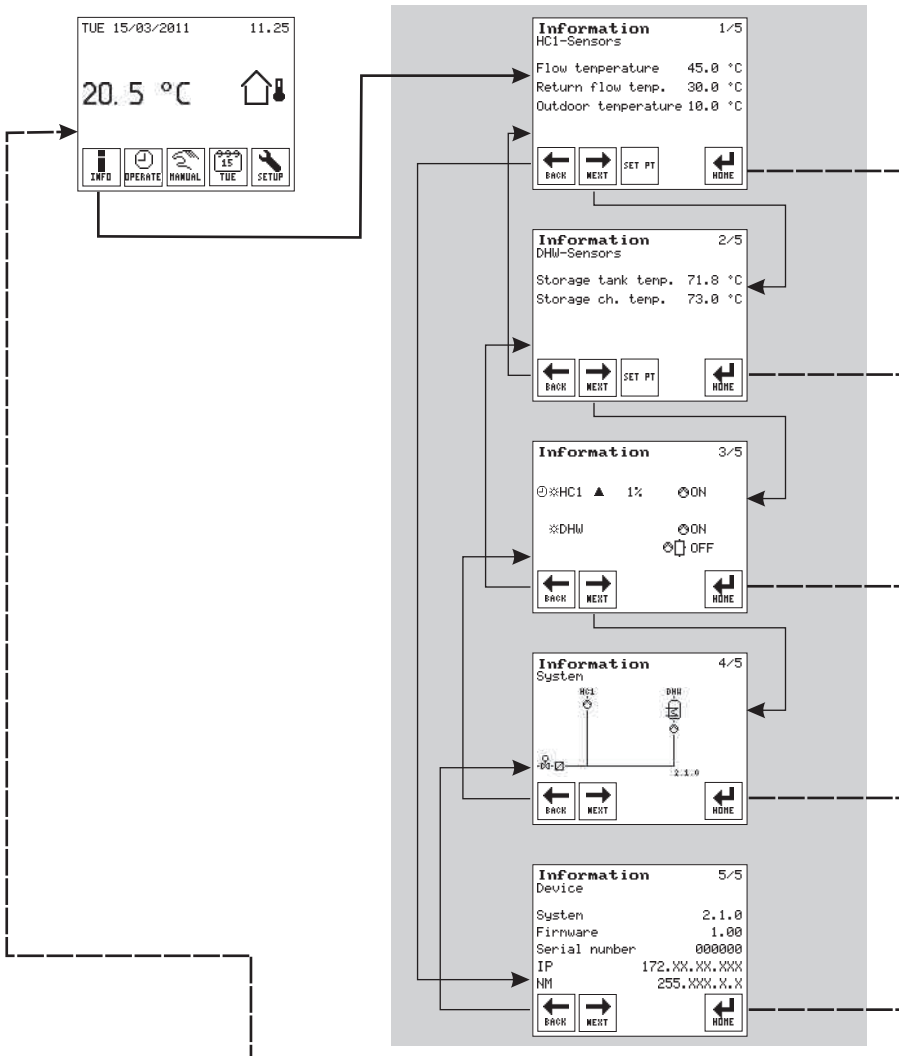 TUE 15/03/2011 11.25
20.5 °C
INFO OPERATE MANUAL 15 TUE SETUP
Information 1/5
HC1-Sensors
Flow temperature 45.0 °C
Return flow temp. 30.0 °C
Outdoor temperature 10.0 °C
BACK NEXT SET PT HOME
Information 2/5
DHW-Sensors
Storage tank temp. 71.8 °C
Storage ch. temp. 73.0 °C
BACK NEXT SET PT HOME
Information 3/5
HC1 ▲ 1% ON
DHW ON
OFF
BACK NEXT HOME
Information 4/5
System
HC1 DHW
2.1.0
BACK NEXT HOME
Information 5/5
Device
System 2.1.0
Firmware 1.00
Serial number 000000
IP 172.XX.XX.XXX
NM 255.XXX.X.X
BACK NEXT HOME